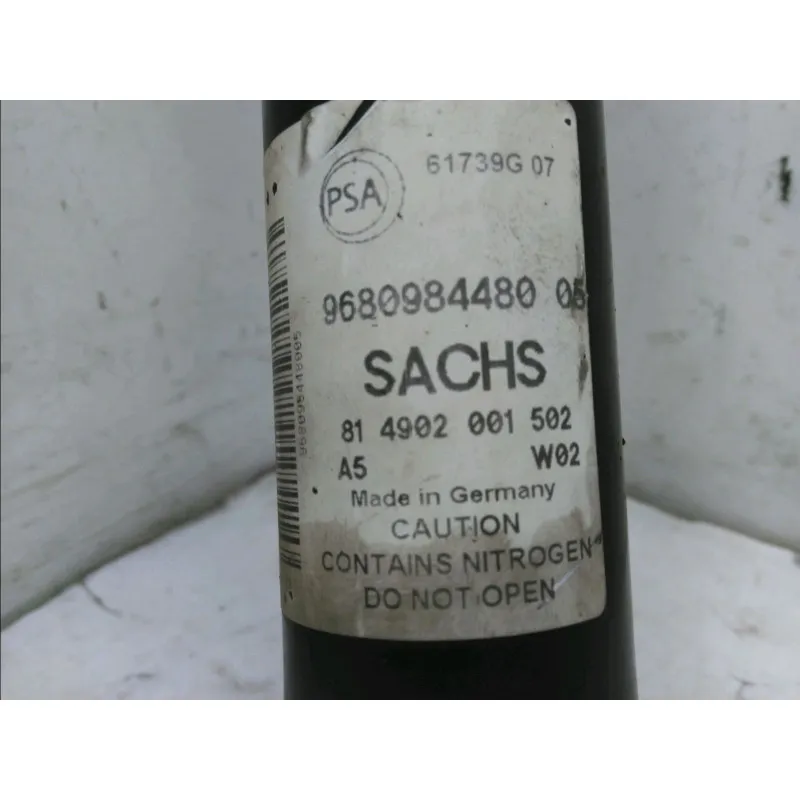 PSA
61739G 07
9680984480 05
SACHS
81 4902 001 502
A5 W02
Made in Germany
CAUTION
CONTAINS NITROGEN
DO NOT OPEN